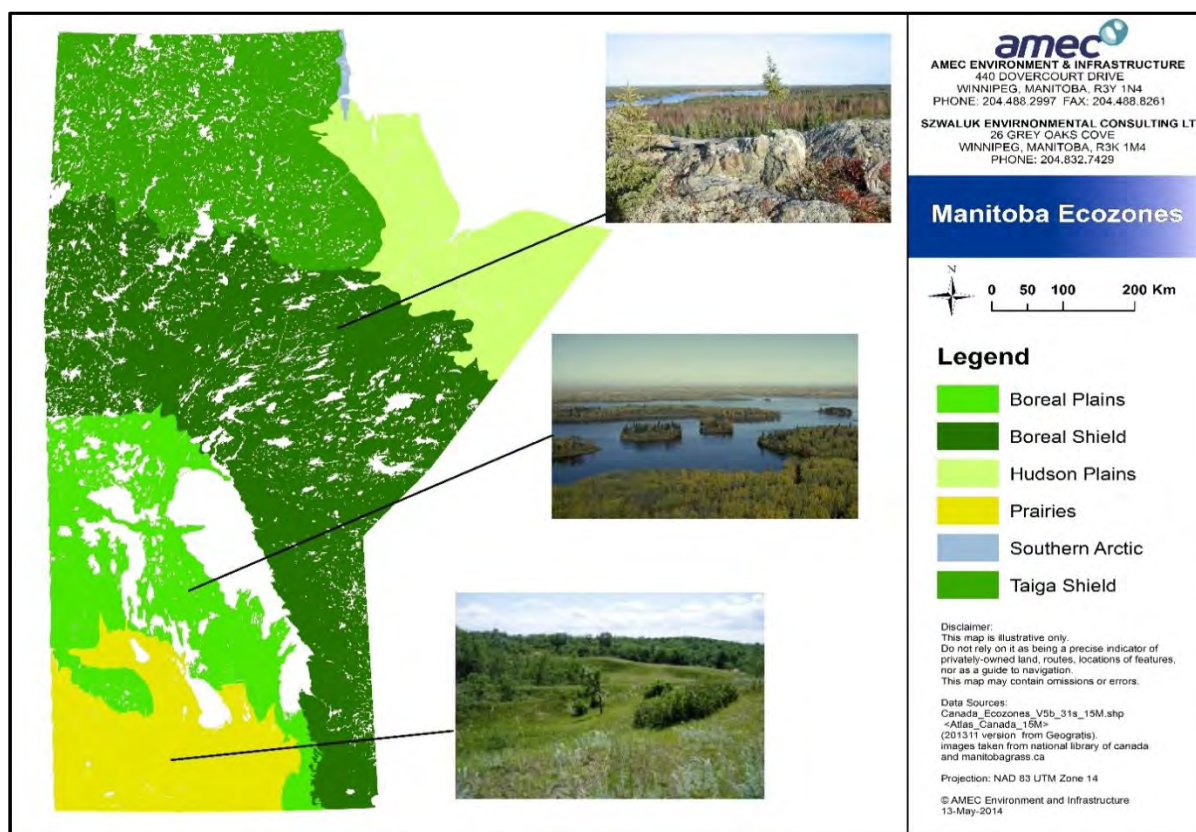 amec
AMEC ENVIRONMENT & INFRASTRUCTURE
440 DOVERCOURT DRIVE
WINNIPEG, MANITOBA, R3Y 1N4
PHONE: 204.488.2997 FAX: 204.488.8261
SZWALUK ENVIRNONMENTAL CONSULTING LT
26 GREY OAKS COVE
WINNIPEG, MANITOBA, R3K 1M4
PHONE: 204.832.7429
Manitoba Ecozones
N
0 50 100 200 Km
Legend
Boreal Plains
Boreal Shield
Hudson Plains
Prairies
Southern Arctic
Taiga Shield
Disclaimer:
This map is illustrative only.
Do not rely on it as being a precise indicator of
privately-owned land, routes, locations of features,
nor as a guide to navigation.
This map may contain omissions or errors.
Data Sources:
Canada_Ecozones_V5b_31s_15M.shp
<Atlas_Canada_15M>
(201311 version from Geogratis).
images taken from national library of canada
and manitobagrass.ca
Projection: NAD 83 UTM Zone 14
© AMEC Environment and Infrastructure
13-May-2014